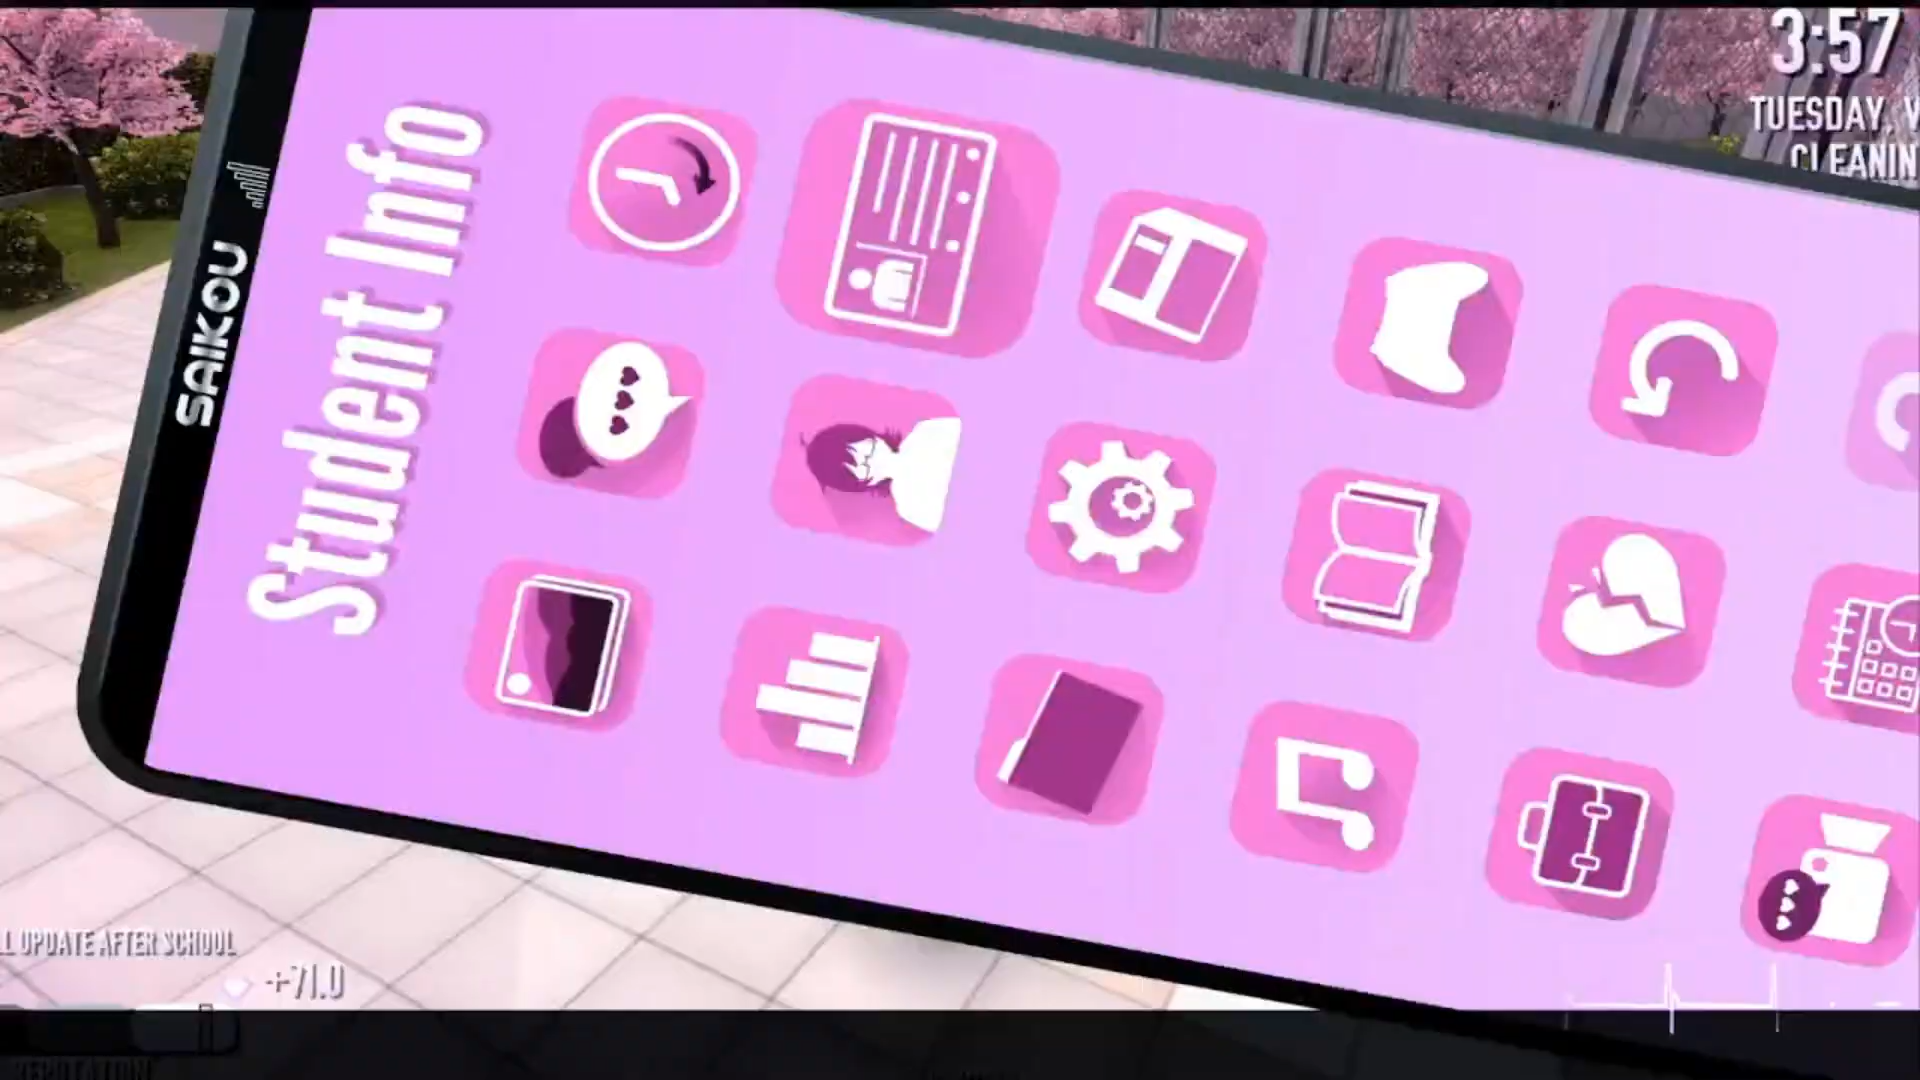 3:57
TUESDAY,
Student Info
SAIKOU
UPDATE AFTER SCHOOL
+71.0